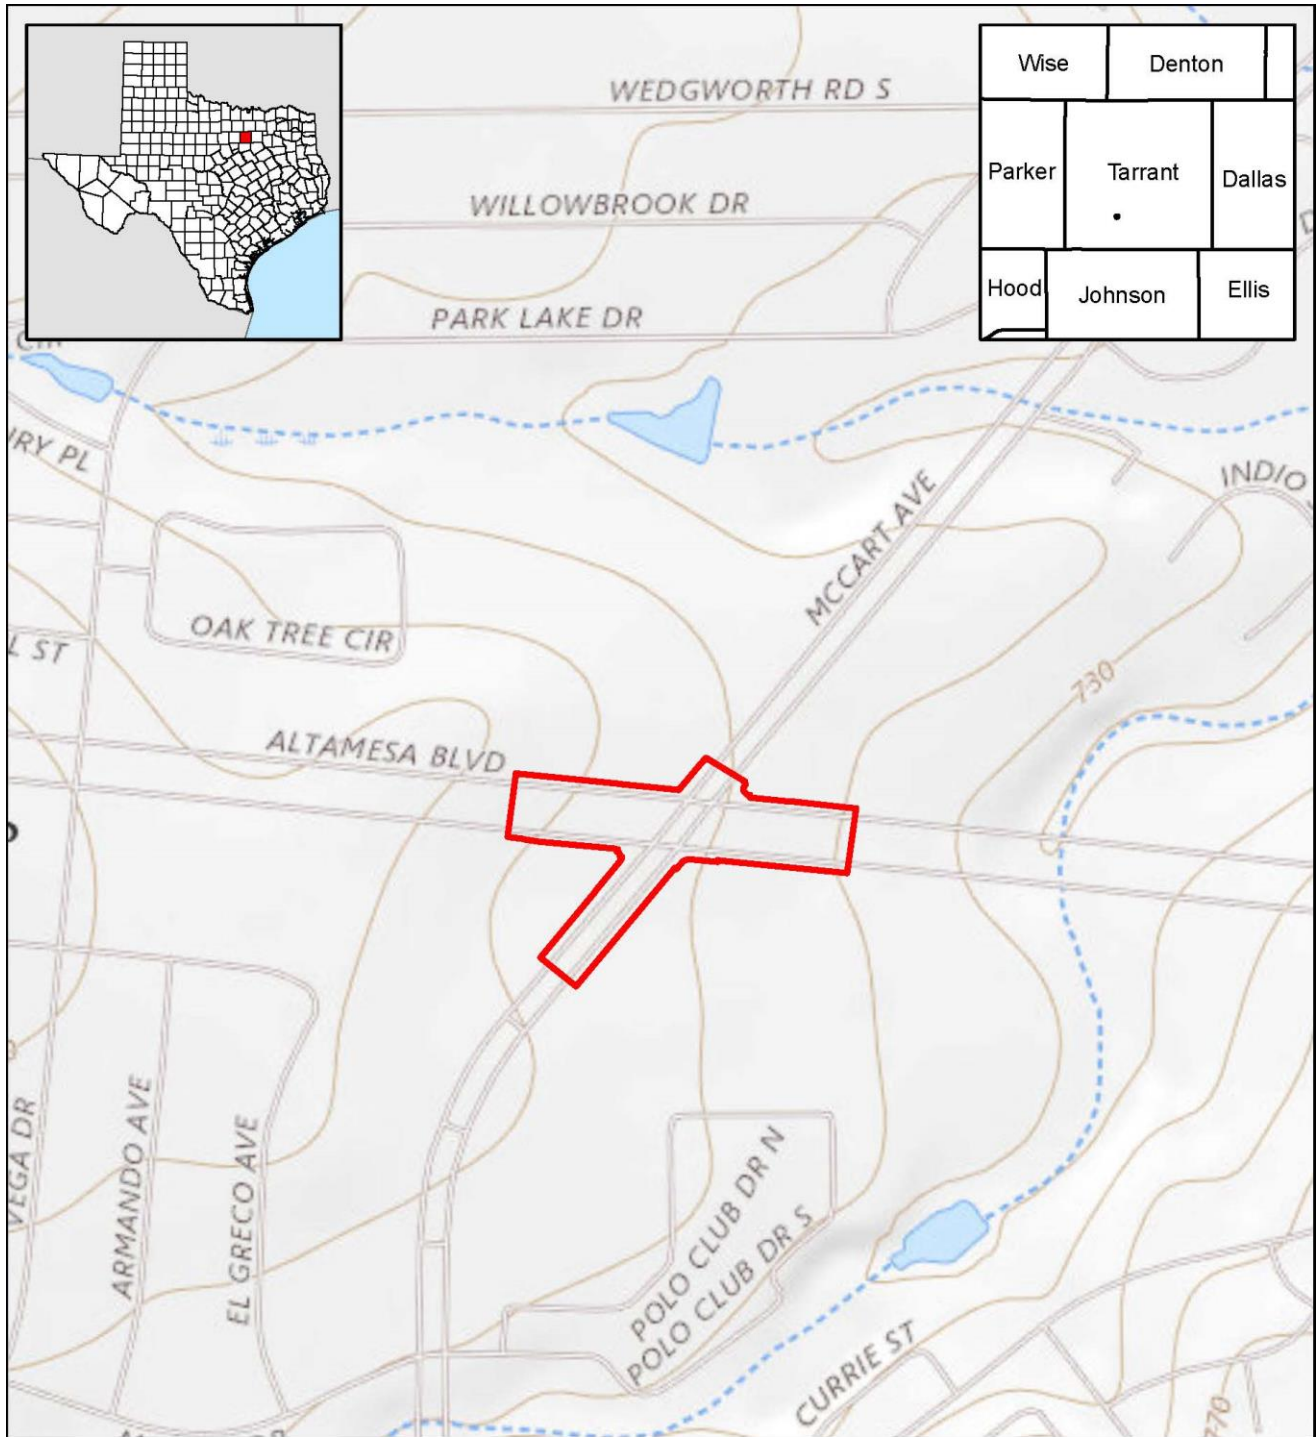 Wise
Denton
Parker
Tarrant
Dallas
Hood
Johnson
Ellis
WEDGWORTH RD S
WILLOWBROOK DR
PARK LAKE DR
MCCART AVE
INDIO
OAK TREE CIR
L ST
730
ALTAMESA BLVD
VEGA DR
ARMANDO AVE
EL GRECO AVE
POLO CLUB DR N
POLO CLUB DR S
CURRIE ST
770